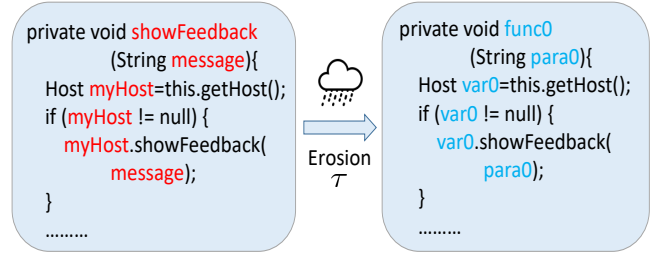 private void showFeedback
(String message){
Host myHost=this.getHost();
if (myHost != null) {
myHost.showFeedback(
message);
}
.........
Erosion
τ
private void func0
(String para0){
Host var0=this.getHost();
if (var0 != null) {
var0.showFeedback(
para0);
}
.........